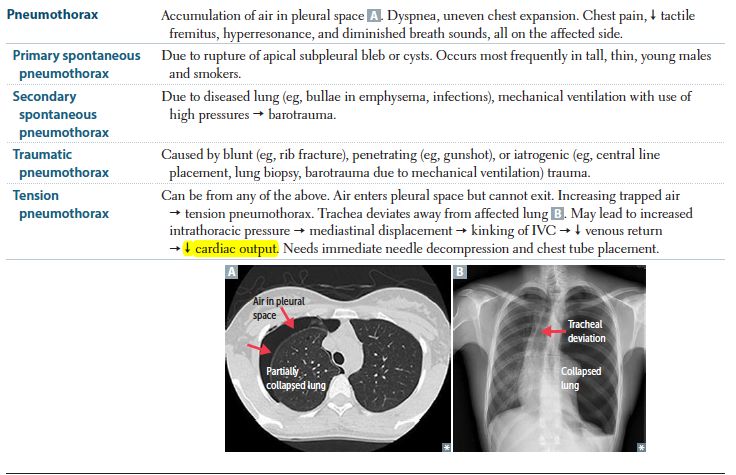 Pneumothorax
Accumulation of air in pleural space A. Dyspnea, uneven chest expansion. Chest pain, ↓ tactile
fremitus, hyperresonance, and diminished breath sounds, all on the affected side.
Primary spontaneous
pneumothorax
Due to rupture of apical subpleural bleb or cysts. Occurs most frequently in tall, thin, young males
and smokers.
Secondary
spontaneous
pneumothorax
Due to diseased lung (eg, bullae in emphysema, infections), mechanical ventilation with use of
high pressures → barotrauma.
Traumatic
pneumothorax
Caused by blunt (eg, rib fracture), penetrating (eg, gunshot), or iatrogenic (eg, central line
placement, lung biopsy, barotrauma due to mechanical ventilation) trauma.
Tension
pneumothorax
Can be from any of the above. Air enters pleural space but cannot exit. Increasing trapped air
→ tension pneumothorax. Trachea deviates away from affected lung B. May lead to increased
intrathoracic pressure → mediastinal displacement → kinking of IVC → ↓ venous return
→ ↓ cardiac output. Needs immediate needle decompression and chest tube placement.
A
Air in pleural
space
Partially
collapsed lung
*
B
Tracheal
deviation
Collapsed
lung
*